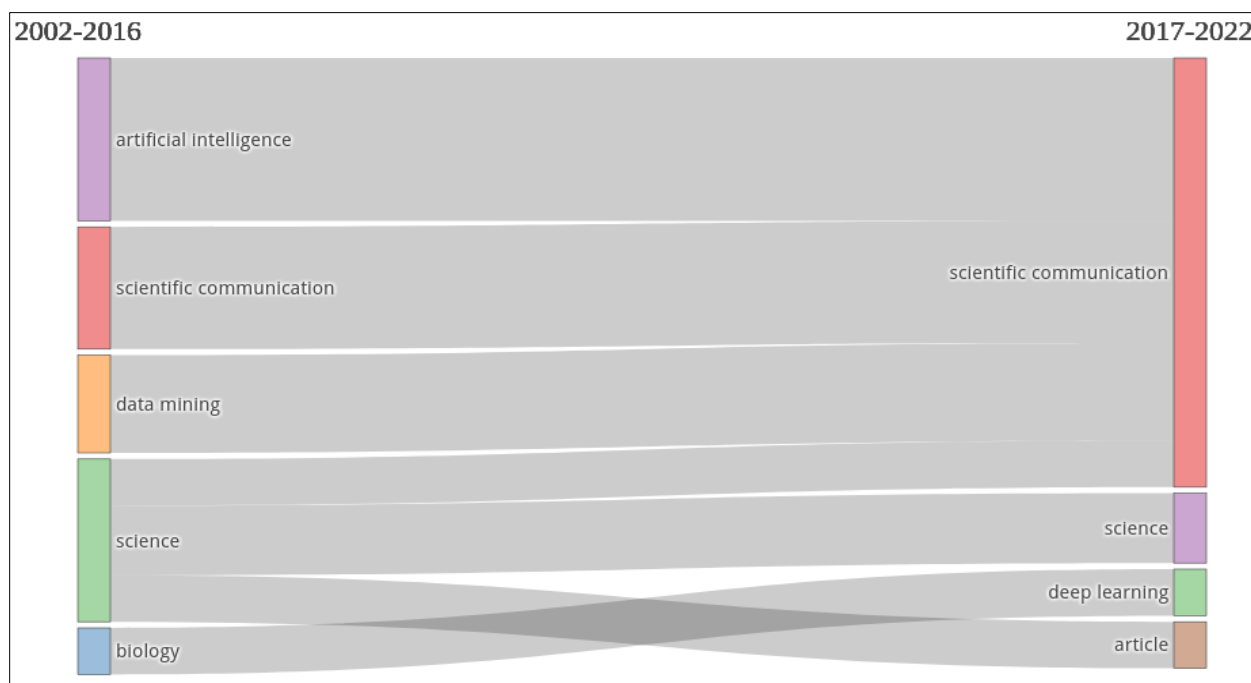 2002-2016
2017-2022
artificial intelligence
scientific communication
data mining
science
biology
scientific communication
science
deep learning
article